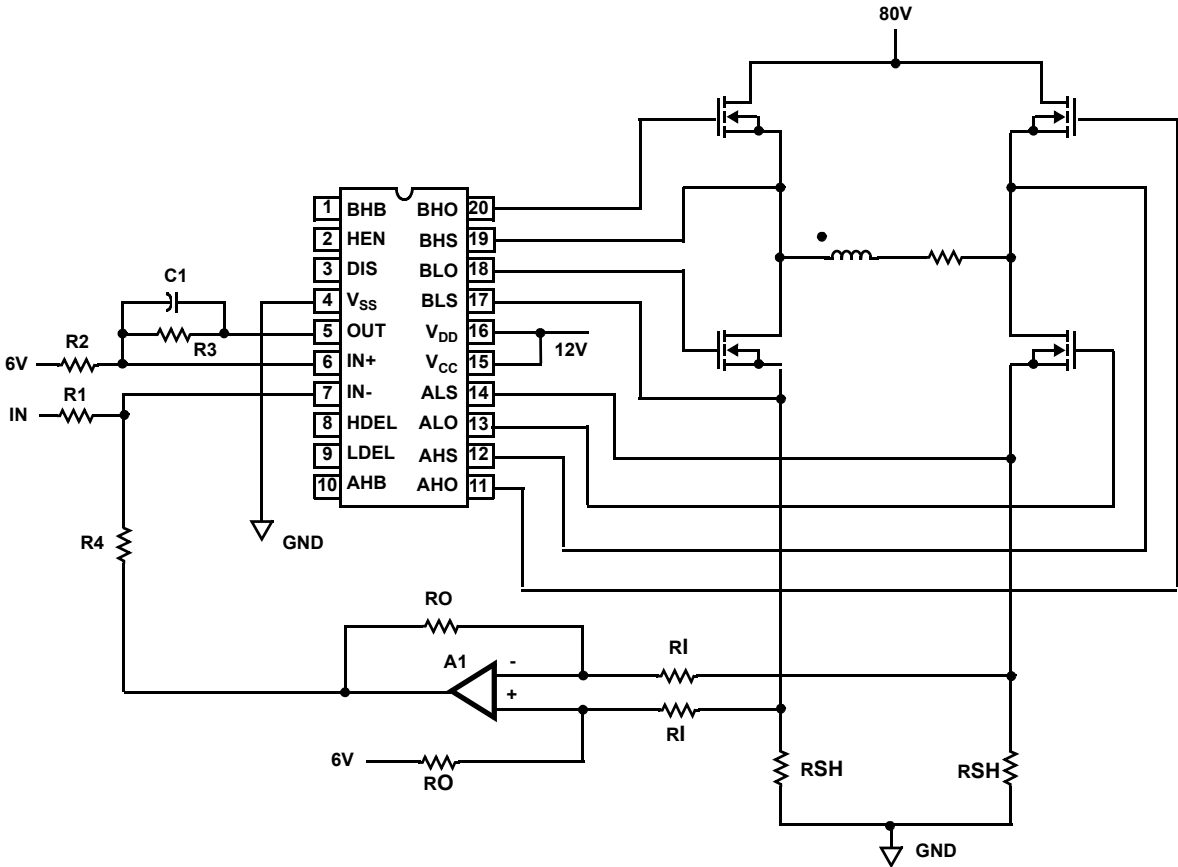 80V
1 BHB BHO 20
2 HEN BHS 19
3 DIS BLO 18
4 VSS BLS 17
5 OUT VDD 16
6 IN+ VCC 15
7 IN- ALS 14
8 HDEL ALO 13
9 LDEL AHS 12
10 AHB AHO 11
C1
R3
R2
6V
R1
IN
12V
R4
GND
RO
A1
-
+
RI
RI
6V
RO
RSH
RSH
GND